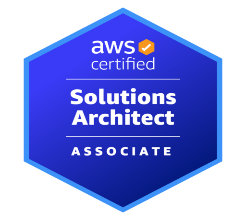 aws
certified
Solutions
Architect
ASSOCIATE